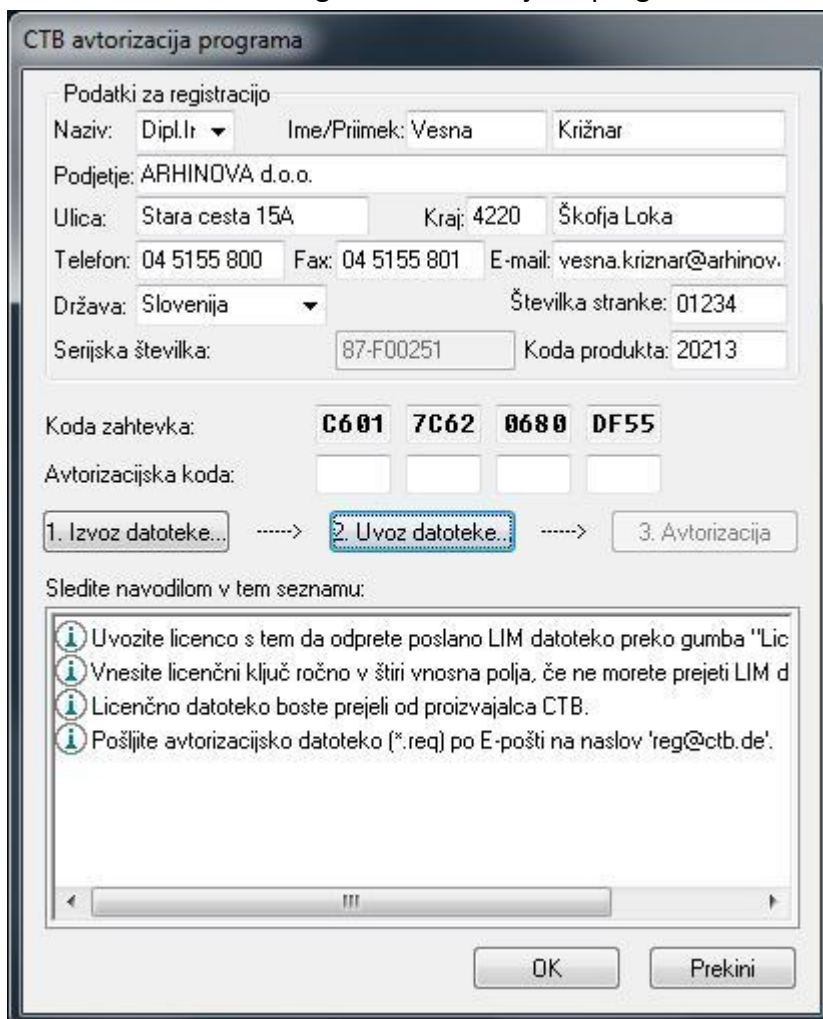 CTB avtorizacija programa
Podatki za registracijo
Naziv: Dipl.Ir Ime/Priimek: Vesna Križnar
Podjetje: ARHINOVA d.o.o.
Ulica: Stara cesta 15A Kraj: 4220 Škofja Loka
Telefon: 04 5155 800 Fax: 04 5155 801 E-mail: vesna.kriznar@arhinov
Država: Slovenija Številka stranke: 01234
Serijska številka: 87-F00251 Koda produkta: 20213
Koda zahtevka: C601 7C62 0680 DF55
Avtorizacijska koda:
1. Izvoz datoteke... -----> 2. Uvoz datoteke... -----> 3. Avtorizacija
Sledite navodilom v tem seznamu:
Uvozite licenco s tem da odprete poslano LIM datoteko preko gumba "Lic
Vnesite licenčni ključ ročno v štiri vnosna polja, če ne morete prejeti LIM d
Licenčno datoteko boste prejeli od proizvajalca CTB.
Pošljite avtorizacijsko datoteko (*.req) po E-pošti na naslov 'reg@ctb.de'.
OK Prekini